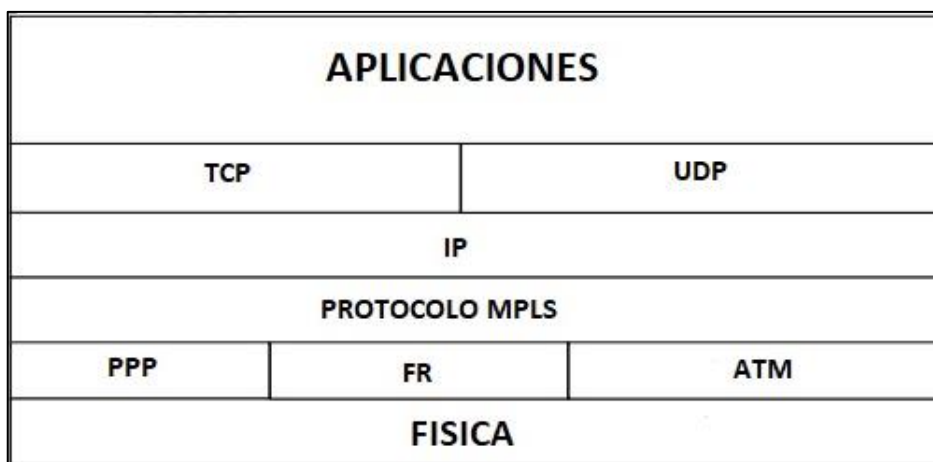 APLICACIONES
TCP UDP
IP
PROTOCOLO MPLS
PPP FR ATM
FISICA